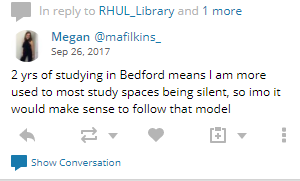 In reply to RHUL_Library and 1 more
Megan @mafilkins_
Sep 26, 2017
2 yrs of studying in Bedford means I am more
used to most study spaces being silent, so imo it
would make sense to follow that model
Show Conversation